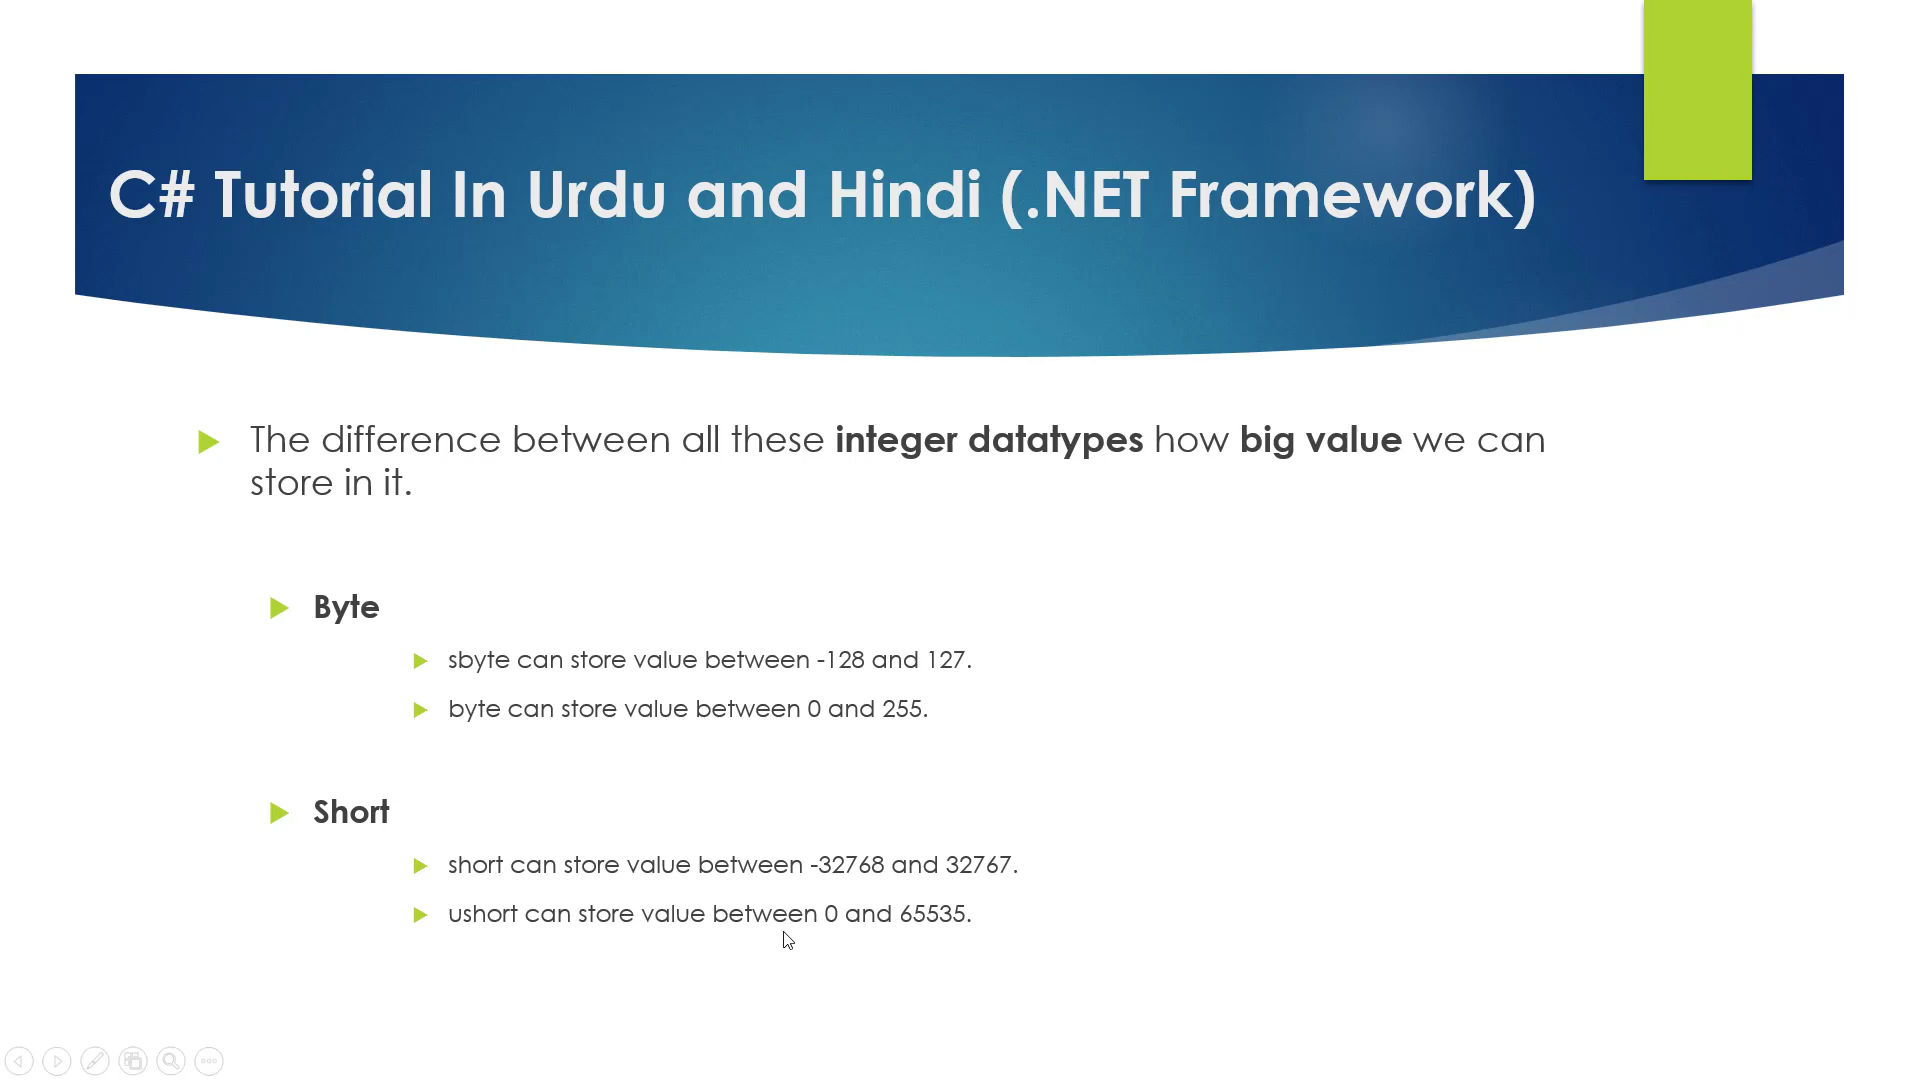 C# Tutorial In Urdu and Hindi (.NET Framework)
The difference between all these integer datatypes how big value we can
store in it.
Byte
sbyte can store value between -128 and 127.
byte can store value between 0 and 255.
Short
short can store value between -32768 and 32767.
ushort can store value between 0 and 65535.